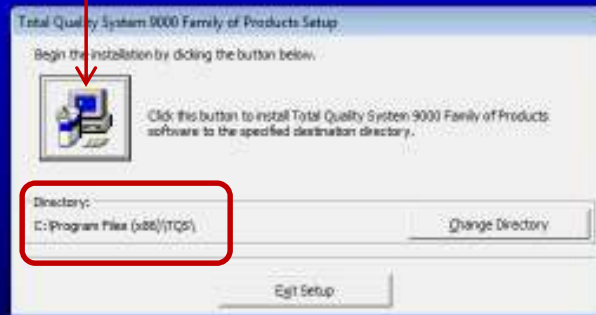 Total Quality System 9000 Family of Products Setup
Begin the installation by clicking the button below.
Click this button to install Total Quality System 9000 Family of Products
software to the specified destination directory.
Directory:
C:\Program Files (x86)\TQS\
Change Directory
Exit Setup